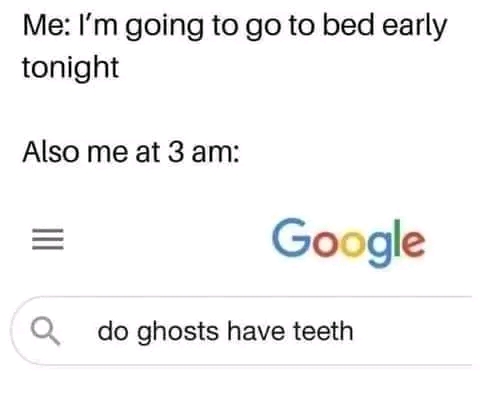 Me: I'm going to go to bed early
tonight
Also me at 3 am:
Google
do ghosts have teeth